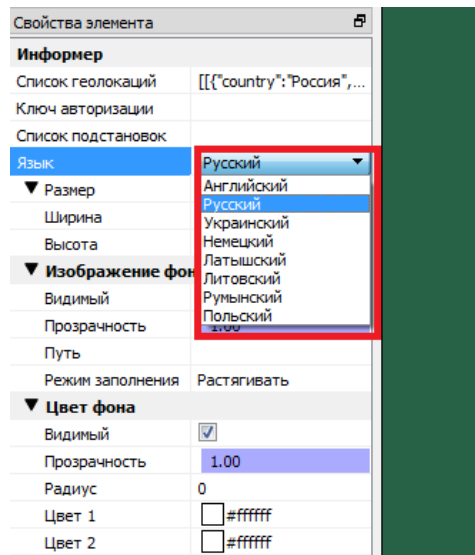 Свойства элемента
Информер
Список геолокаций [[{"country":"Россия",...
Ключ авторизации
Список подстановок
Язык Русский
Размер Английский
Русский
Ширина Украинский
Высота Немецкий
Латышский
Изображение фон Литовский
Видимый Румынский
Польский
Прозрачность 1.00
Путь
Режим заполнения Растягивать
Цвет фона
Видимый
Прозрачность 1.00
Радиус 0
Цвет 1 #ffffff
Цвет 2 #ffffff